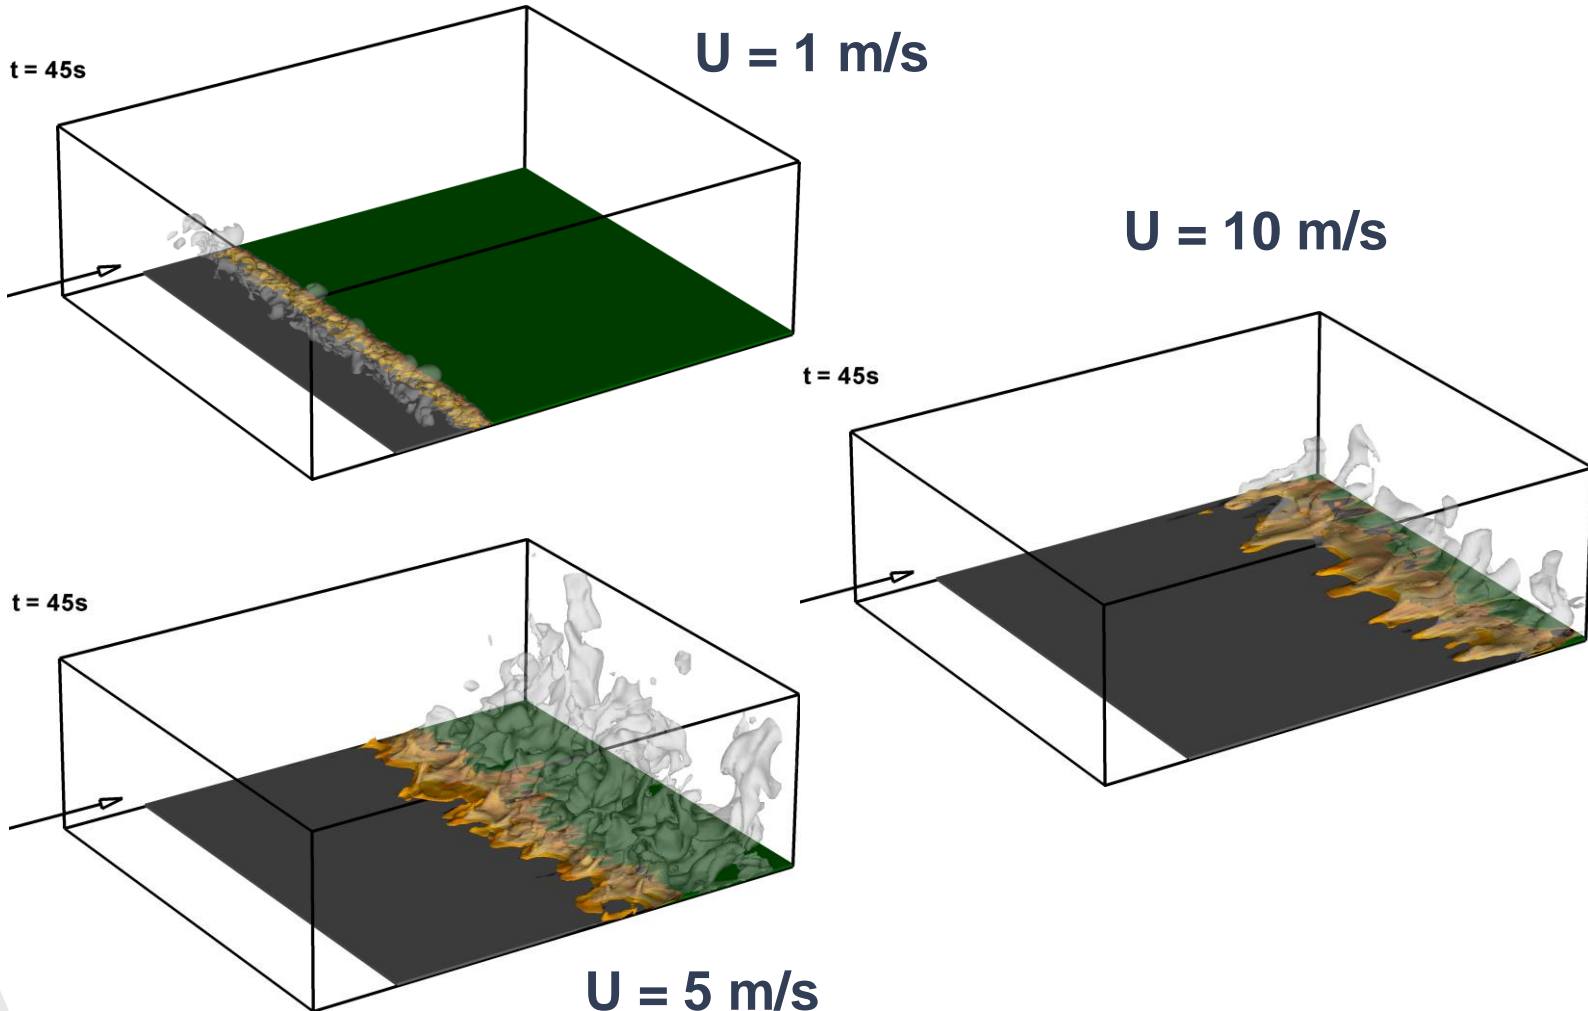 U = 1 m/s
t = 45s
U = 10 m/s
t = 45s
t = 45s
U = 5 m/s